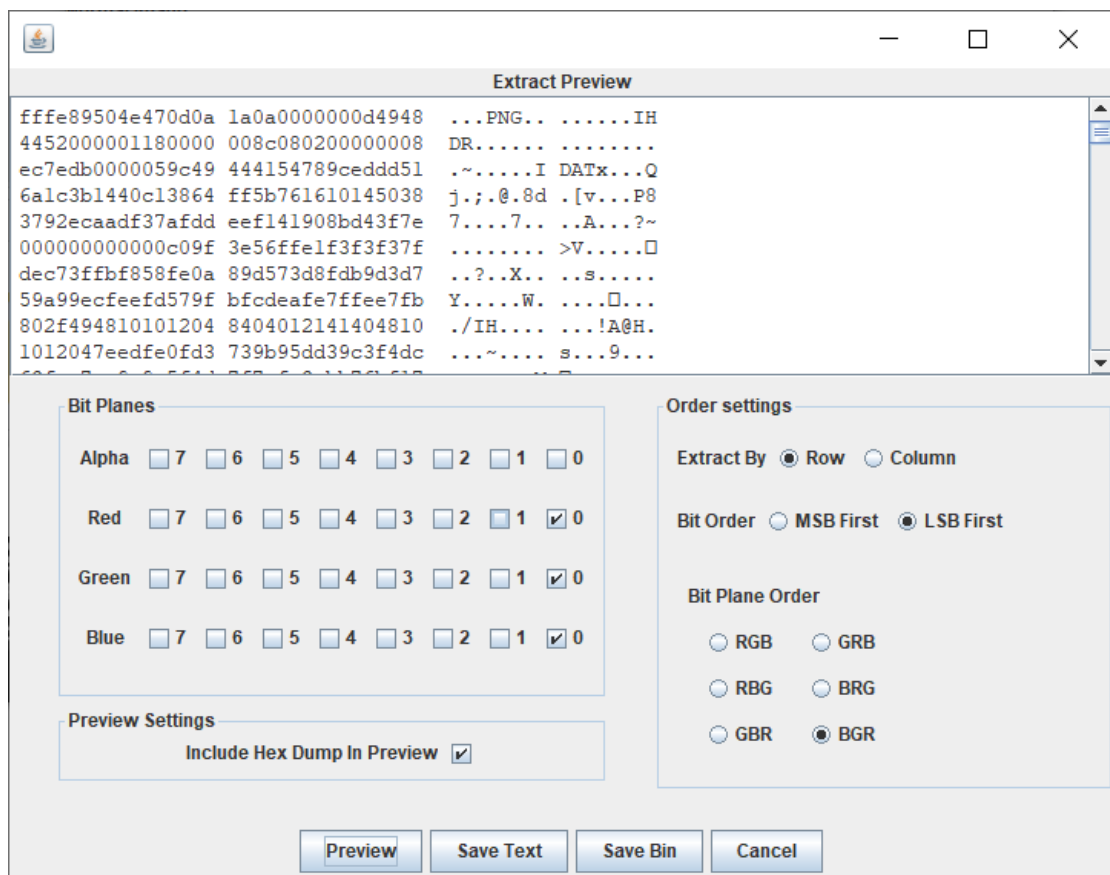 Extract Preview
fffe89504e470d0a 1a0a0000000d4948 ...PNG.. ......IH
4452000001180000 008c080200000008 DR...... ........
ec7edb0000059c49 444154789ceddd51 .~.....I DATx...Q
6a1c3b1440c13864 ff5b761610145038 j.;.@.8d .[v...P8
3792ecaadf37afdd eef141908bd43f7e 7....7.. ..A...?~
000000000000c09f 3e56ffe1f3f3f37f ........ >V.....□
dec73ffbf858fe0a 89d573d8fdb9d3d7 ..?..X.. ..s.....
59a99ecfeefd579f bfcdeafe7ffee7fb Y.....W. ....□...
802f494810101204 8404012141404810 ./IH.... ...!A@H.
1012047eedfe0fd3 739b95dd39c3f4dc ...~.... s...9...
Bit Planes
Alpha 7 6 5 4 3 2 1 0
Red 7 6 5 4 3 2 1 0
Green 7 6 5 4 3 2 1 0
Blue 7 6 5 4 3 2 1 0
Preview Settings
Include Hex Dump In Preview
Order settings
Extract By Row Column
Bit Order MSB First LSB First
Bit Plane Order
RGB GRB
RBG BRG
GBR BGR
Preview Save Text Save Bin Cancel